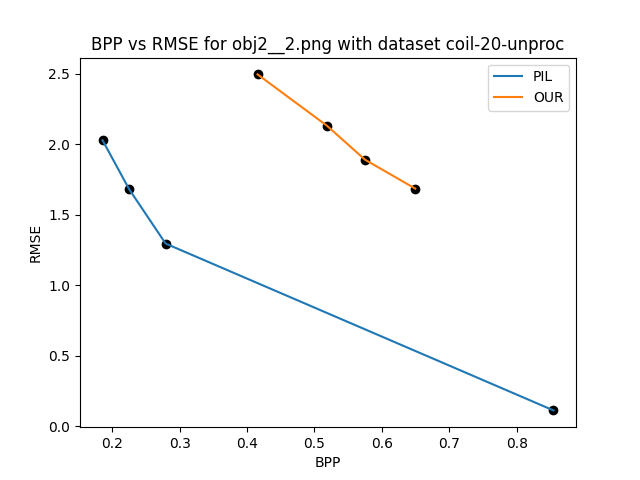 BPP vs RMSE for obj2__2.png with dataset coil-20-unproc
PIL
OUR
RMSE
2.5
2.0
1.5
1.0
0.5
0.0
0.2 0.3 0.4 0.5 0.6 0.7 0.8
BPP